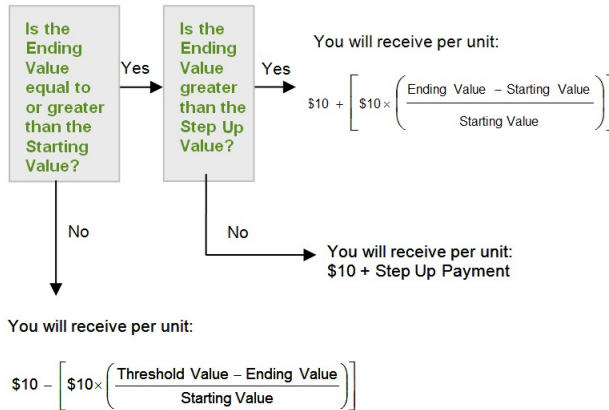 Is the
Ending
Value
equal to
or greater
than the
Starting
Value?
Yes
Is the
Ending
Value
greater
than the
Step Up
Value?
Yes
You will receive per unit:
$10 + [ $10 × ( Ending Value – Starting Value
Starting Value ) ]
No
No
You will receive per unit:
$10 + Step Up Payment
You will receive per unit:
$10 – [ $10× ( Threshold Value – Ending Value
Starting Value ) ]